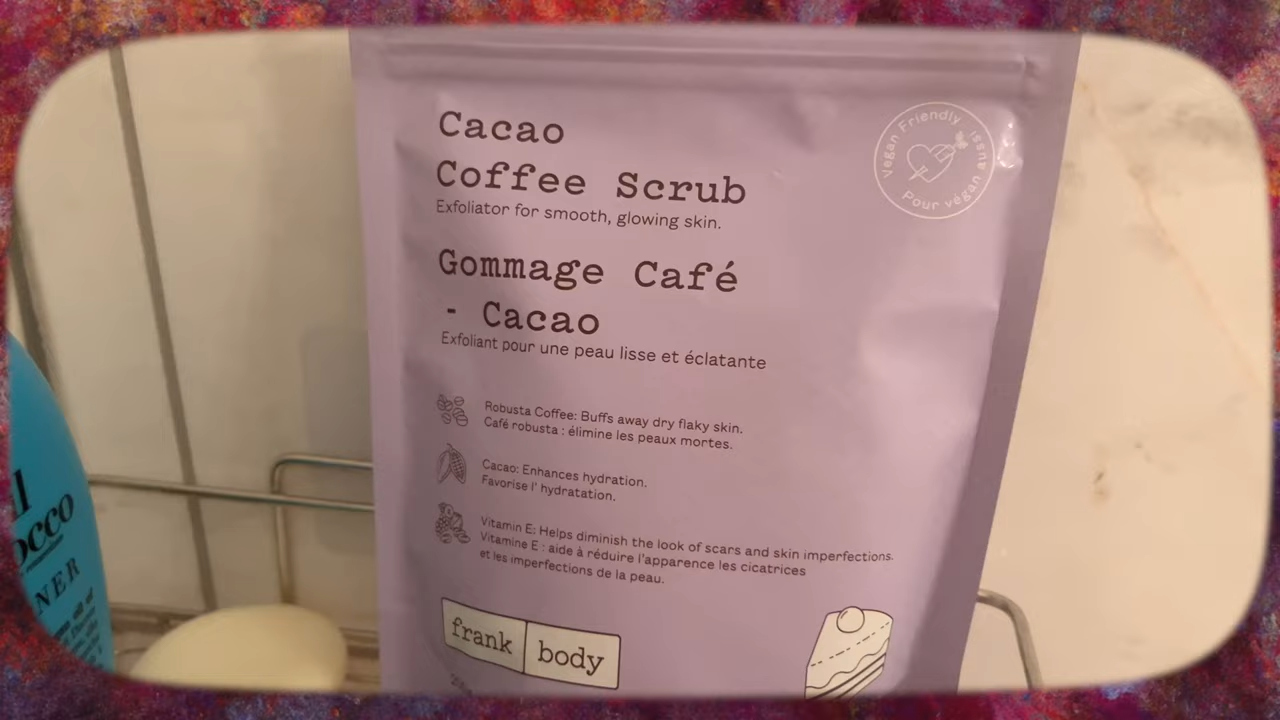 Cacao
Coffee Scrub
Exfoliator for smooth, glowing skin.
Gommage Café
- Cacao
Exfoliant pour une peau lisse et éclatante
Vegan Friendly
Pour végan aussi
Robusta Coffee: Buffs away dry flaky skin.
Café robusta : élimine les peaux mortes.
Cacao: Enhances hydration.
Favorise l' hydratation.
Vitamin E: Helps diminish the look of scars and skin imperfections.
Vitamine E : aide à réduire l'apparence les cicatrices
et les imperfections de la peau.
frank body